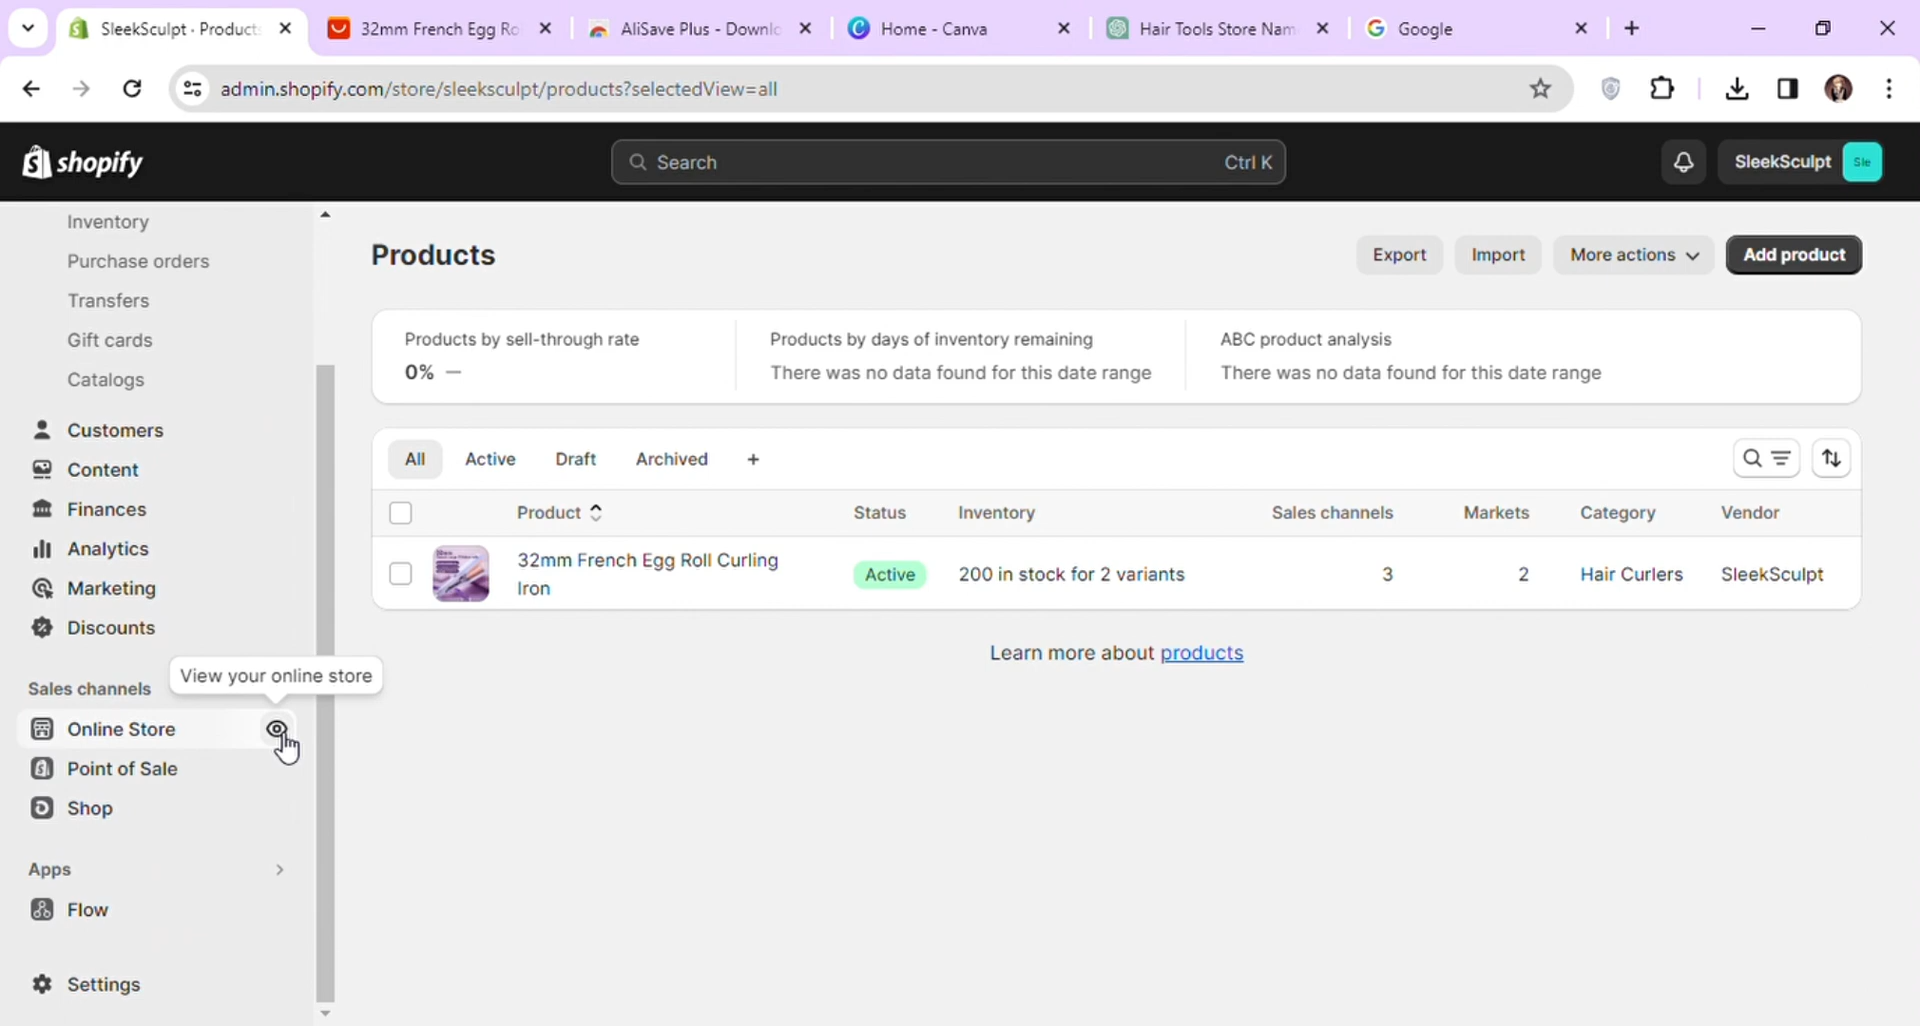 SleekSculpt · Products
32mm French Egg Ro
AliSave Plus - Downlo
Home - Canva
Hair Tools Store Nam
Google
admin.shopify.com/store/sleeksculpt/products?selectedView=all
shopify
Search
Ctrl K
SleekSculpt
Sle
Inventory
Purchase orders
Transfers
Gift cards
Catalogs
Customers
Content
Finances
Analytics
Marketing
Discounts
Sales channels
View your online store
Online Store
Point of Sale
Shop
Apps
Flow
Settings
Products
Export
Import
More actions
Add product
Products by sell-through rate
0% —
Products by days of inventory remaining
There was no data found for this date range
ABC product analysis
There was no data found for this date range
All
Active
Draft
Archived
+
Product
Status
Inventory
Sales channels
Markets
Category
Vendor
32mm French Egg Roll Curling
Iron
Active
200 in stock for 2 variants
3
2
Hair Curlers
SleekSculpt
Learn more about products